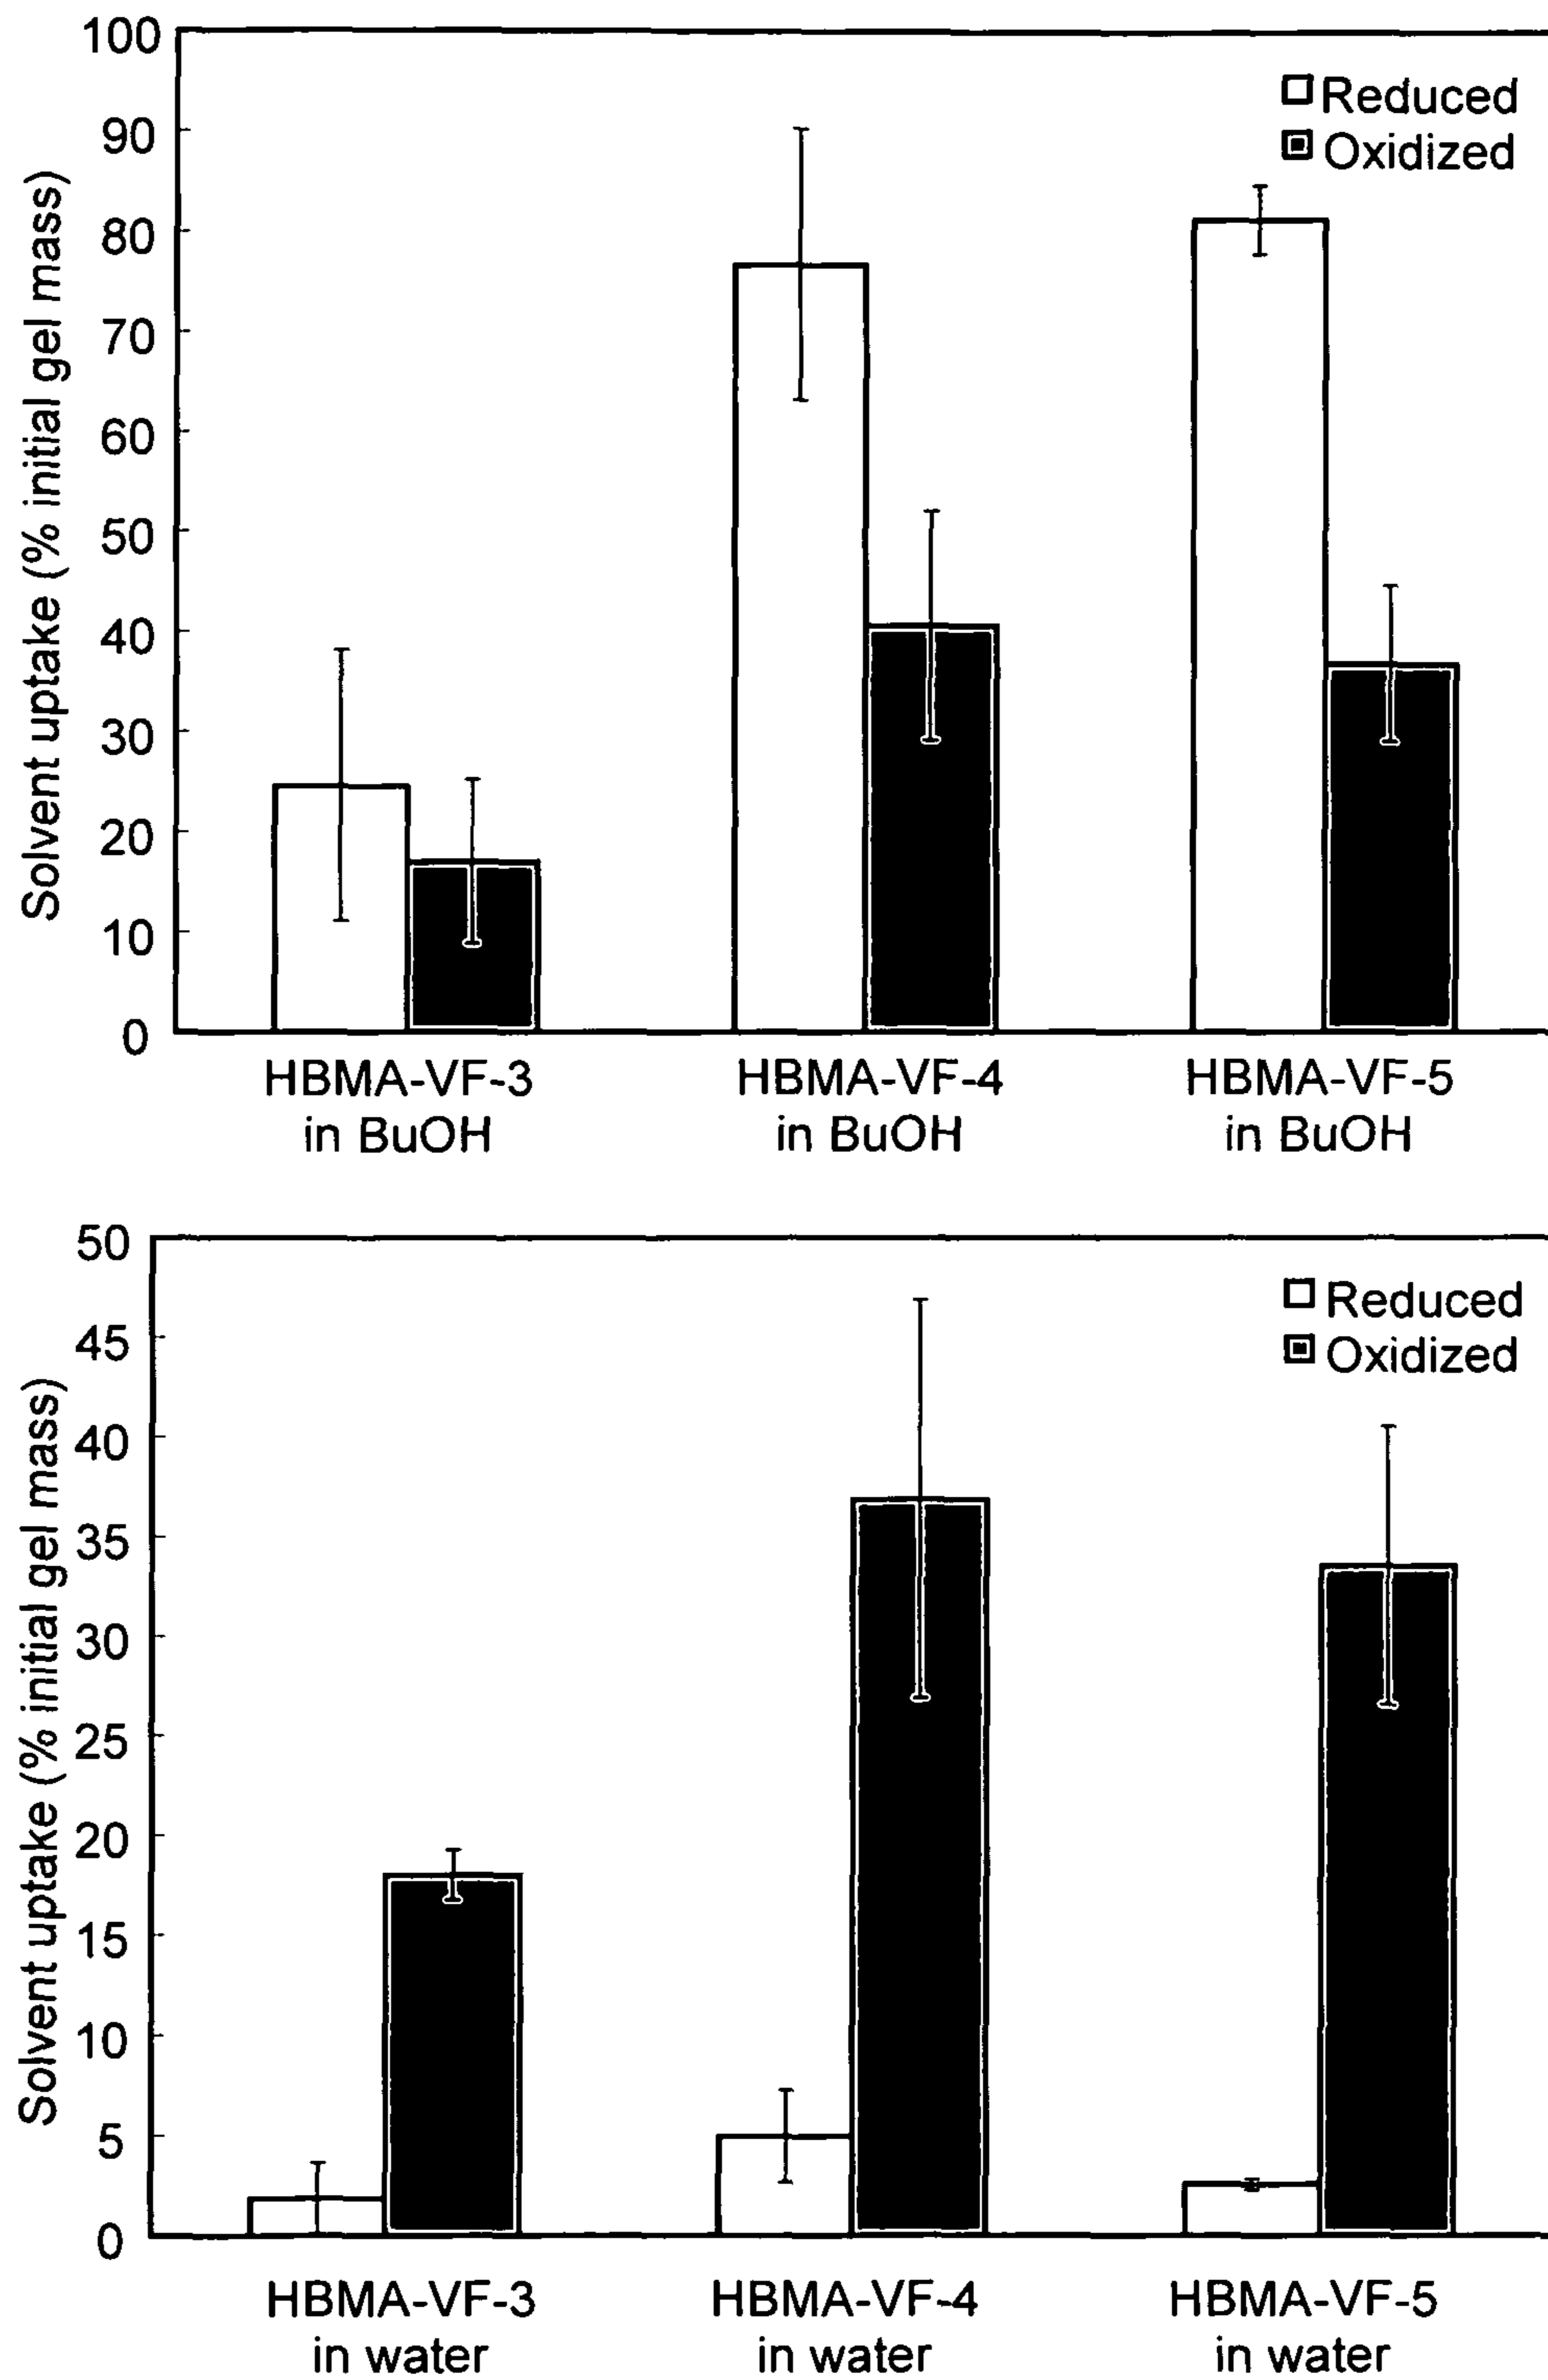 100
90
80
70
60
50
40
30
20
10
0
Solvent uptake (% initial gel mass)
Reduced
Oxidized
HBMA-VF-3
in BuOH
HBMA-VF-4
in BuOH
HBMA-VF-5
in BuOH
50
45
40
35
30
25
20
15
10
5
0
Solvent uptake (% initial gel mass)
Reduced
Oxidized
HBMA-VF-3
in water
HBMA-VF-4
in water
HBMA-VF-5
in water